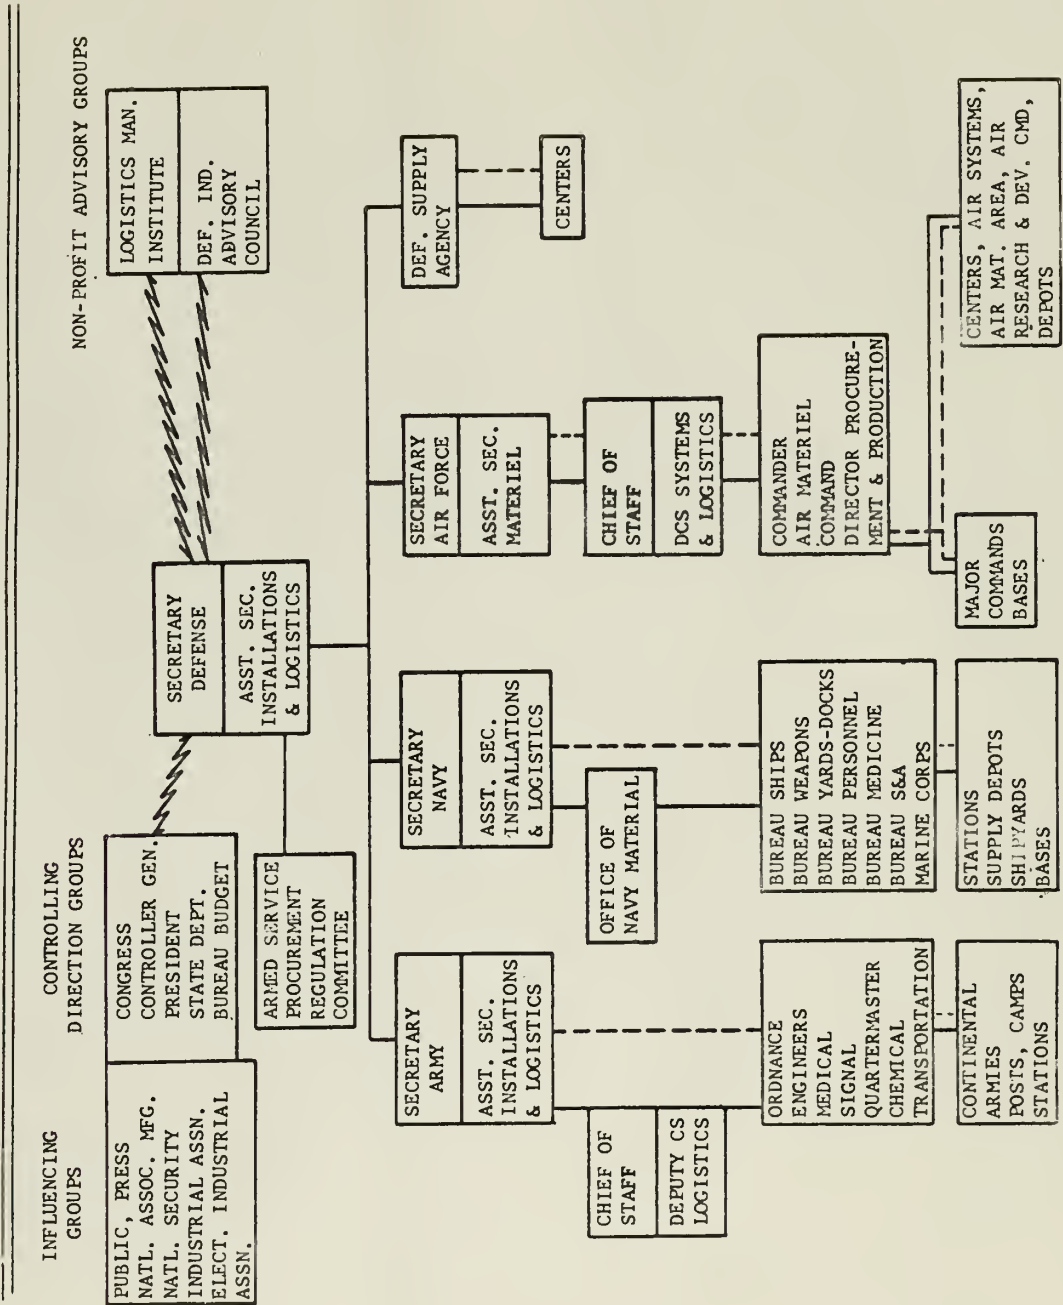 INFLUENCING
GROUPS
CONTROLLING
DIRECTION GROUPS
NON-PROFIT ADVISORY GROUPS
PUBLIC, PRESS
NATL. ASSOC. MFG.
NATL. SECURITY
INDUSTRIAL ASSN.
ELECT. INDUSTRIAL
ASSN.
CONGRESS
CONTROLLER GEN.
PRESIDENT
STATE DEPT.
BUREAU BUDGET
ARMED SERVICE
PROCUREMENT
REGULATION
COMMITTEE
SECRETARY
DEFENSE
ASST. SEC.
INSTALLATIONS
& LOGISTICS
LOGISTICS MAN.
INSTITUTE
DEF. IND.
ADVISORY
COUNCIL
SECRETARY
ARMY
ASST. SEC.
INSTALLATIONS
& LOGISTICS
CHIEF OF
STAFF
DEPUTY CS
LOGISTICS
ORDNANCE
ENGINEERS
MEDICAL
SIGNAL
QUARTERMASTER
CHEMICAL
TRANSPORTATION
CONTINENTAL
ARMIES
POSTS, CAMPS
STATIONS
SECRETARY
NAVY
ASST. SEC.
INSTALLATIONS
& LOGISTICS
OFFICE OF
NAVY MATERIAL
BUREAU SHIPS
BUREAU WEAPONS
BUREAU YARDS-DOCKS
BUREAU PERSONNEL
BUREAU MEDICINE
BUREAU S&A
MARINE CORPS
STATIONS
SUPPLY DEPOTS
SHIPYARDS
BASES
SECRETARY
AIR FORCE
ASST. SEC.
MATERIEL
CHIEF OF
STAFF
DCS SYSTEMS
& LOGISTICS
COMMANDER
AIR MATERIEL
COMMAND
DIRECTOR PROCURE-
MENT & PRODUCTION
MAJOR
COMMANDS
BASES
CENTERS, AIR SYSTEMS,
AIR MAT. AREA, AIR
RESEARCH & DEV. CMD,
DEPOTS
DEF. SUPPLY
AGENCY
CENTERS